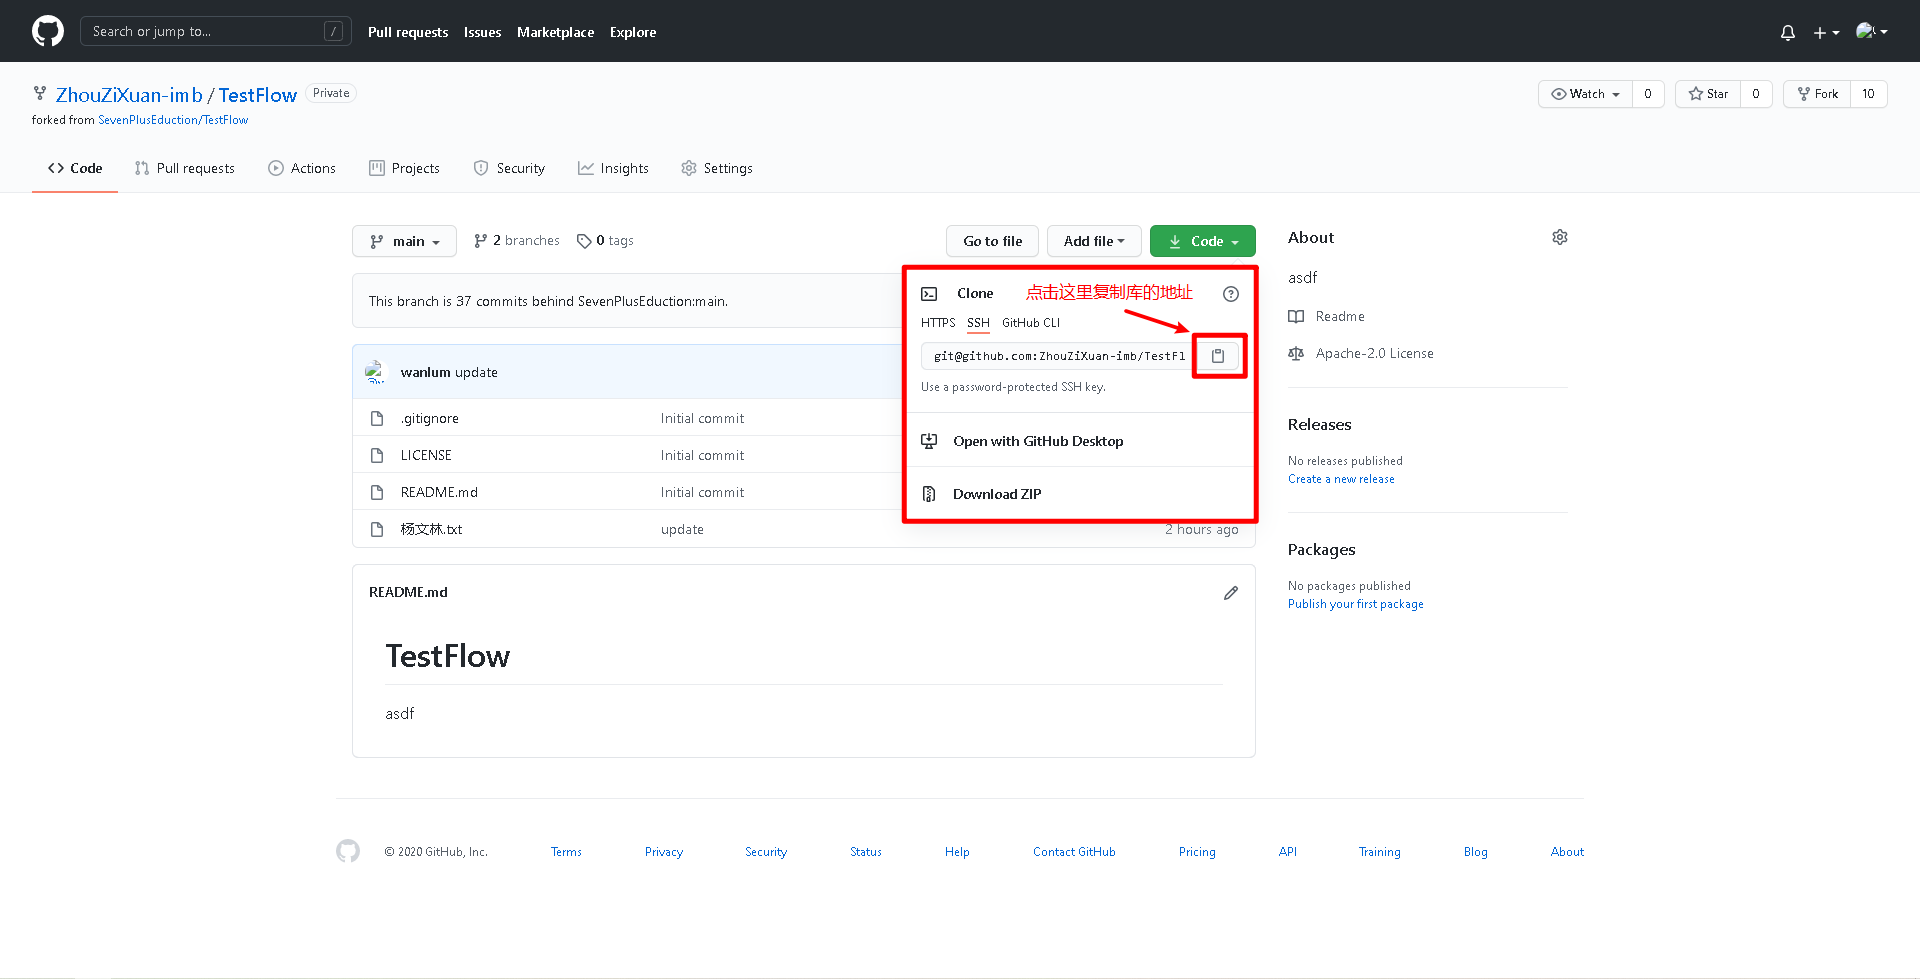 Search or jump to... /
Pull requests Issues Marketplace Explore
ZhouZiXuan-imb / TestFlow Private
forked from SevenPlusEduction/TestFlow
Watch 0 Star 0 Fork 10
Code Pull requests Actions Projects Security Insights Settings
main 2 branches 0 tags Go to file Add file Code
This branch is 37 commits behind SevenPlusEduction:main.
Clone 点击这里复制库的地址
HTTPS SSH GitHub CLI
git@github.com:ZhouZiXuan-imb/TestFl
Use a password-protected SSH key.
Open with GitHub Desktop
Download ZIP
wanlum update
.gitignore Initial commit
LICENSE Initial commit
README.md Initial commit
杨文林.txt update 2 hours ago
README.md
TestFlow
asdf
About
asdf
Readme
Apache-2.0 License
Releases
No releases published
Create a new release
Packages
No packages published
Publish your first package
© 2020 GitHub, Inc. Terms Privacy Security Status Help Contact GitHub Pricing API Training Blog About